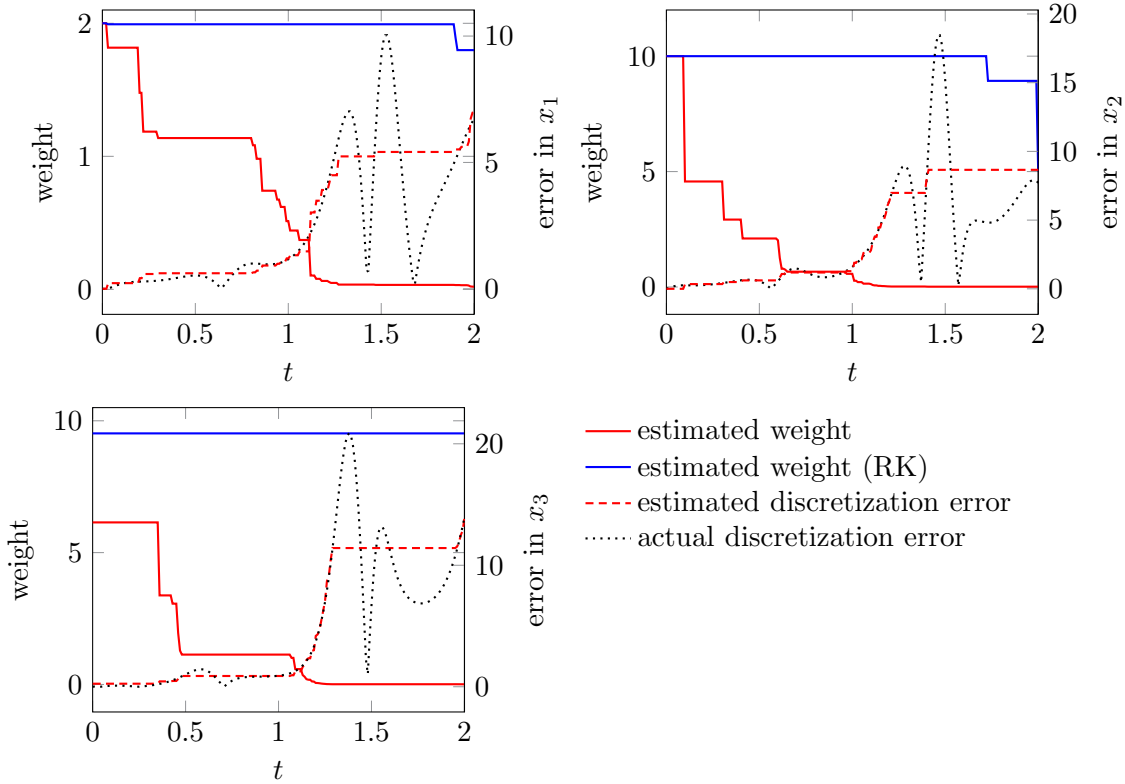 2
1
0
weight
10
5
0
error in x₁
0 0.5 1 1.5 2
t
10
5
0
weight
20
15
10
5
0
error in x₂
0 0.5 1 1.5 2
t
10
5
0
weight
20
10
0
error in x₃
0 0.5 1 1.5 2
t
estimated weight
estimated weight (RK)
estimated discretization error
actual discretization error